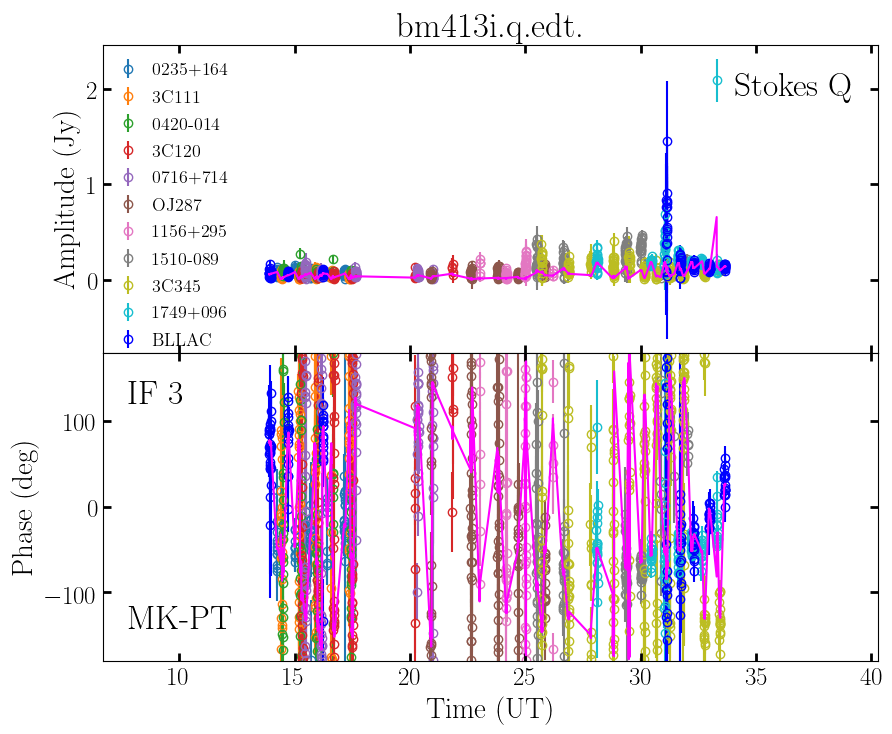 bm413i.q.edt.
Stokes Q
0235+164
3C111
0420-014
3C120
0716+714
OJ287
1156+295
1510-089
3C345
1749+096
BLLAC
Amplitude (Jy)
2
1
0
IF 3
MK-PT
Phase (deg)
100
0
−100
10 15 20 25 30 35 40
Time (UT)